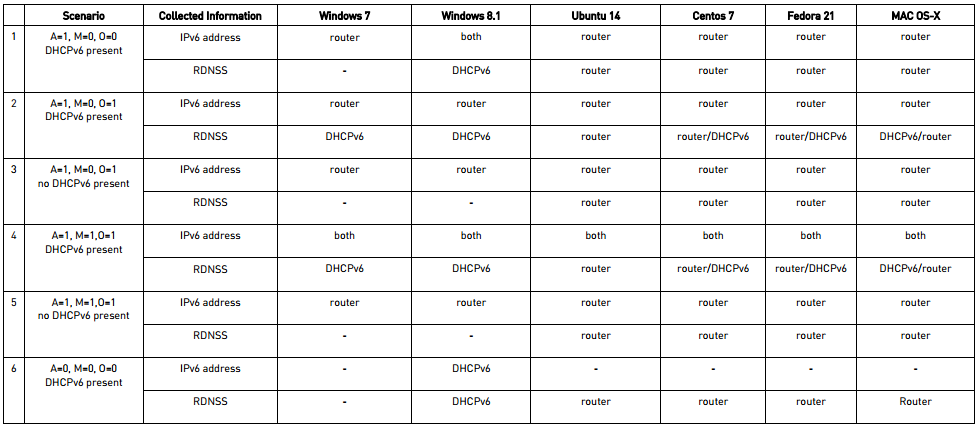 Scenario Collected Information Windows 7 Windows 8.1 Ubuntu 14 Centos 7 Fedora 21 MAC OS-X
1 A=1, M=0, O=0 IPv6 address router both router router router router
DHCPv6 present
RDNSS - DHCPv6 router router router router
2 A=1, M=0, O=1 IPv6 address router router router router router router
DHCPv6 present
RDNSS DHCPv6 DHCPv6 router router/DHCPv6 router/DHCPv6 DHCPv6/router
3 A=1, M=0, O=1 IPv6 address router router router router router router
no DHCPv6 present
RDNSS - - router router router router
4 A=1, M=1,O=1 IPv6 address both both both both both both
DHCPv6 present
RDNSS DHCPv6 DHCPv6 router router/DHCPv6 router/DHCPv6 DHCPv6/router
5 A=1, M=1,O=1 IPv6 address router router router router router router
no DHCPv6 present
RDNSS - - router router router router
6 A=0, M=0, O=0 IPv6 address - DHCPv6 - - - -
DHCPv6 present
RDNSS - DHCPv6 router router router Router